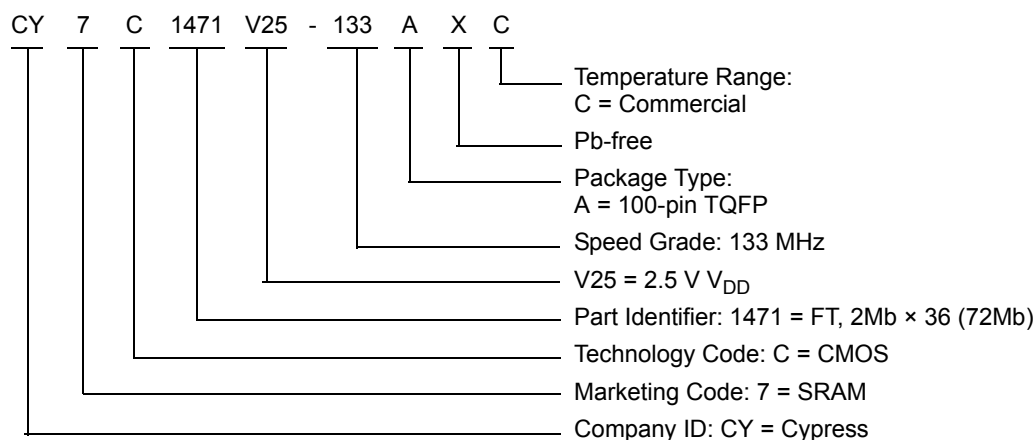 CY 7 C 1471 V25 - 133 A X C
Temperature Range:
C = Commercial
Pb-free
Package Type:
A = 100-pin TQFP
Speed Grade: 133 MHz
V25 = 2.5 V VDD
Part Identifier: 1471 = FT, 2Mb × 36 (72Mb)
Technology Code: C = CMOS
Marketing Code: 7 = SRAM
Company ID: CY = Cypress